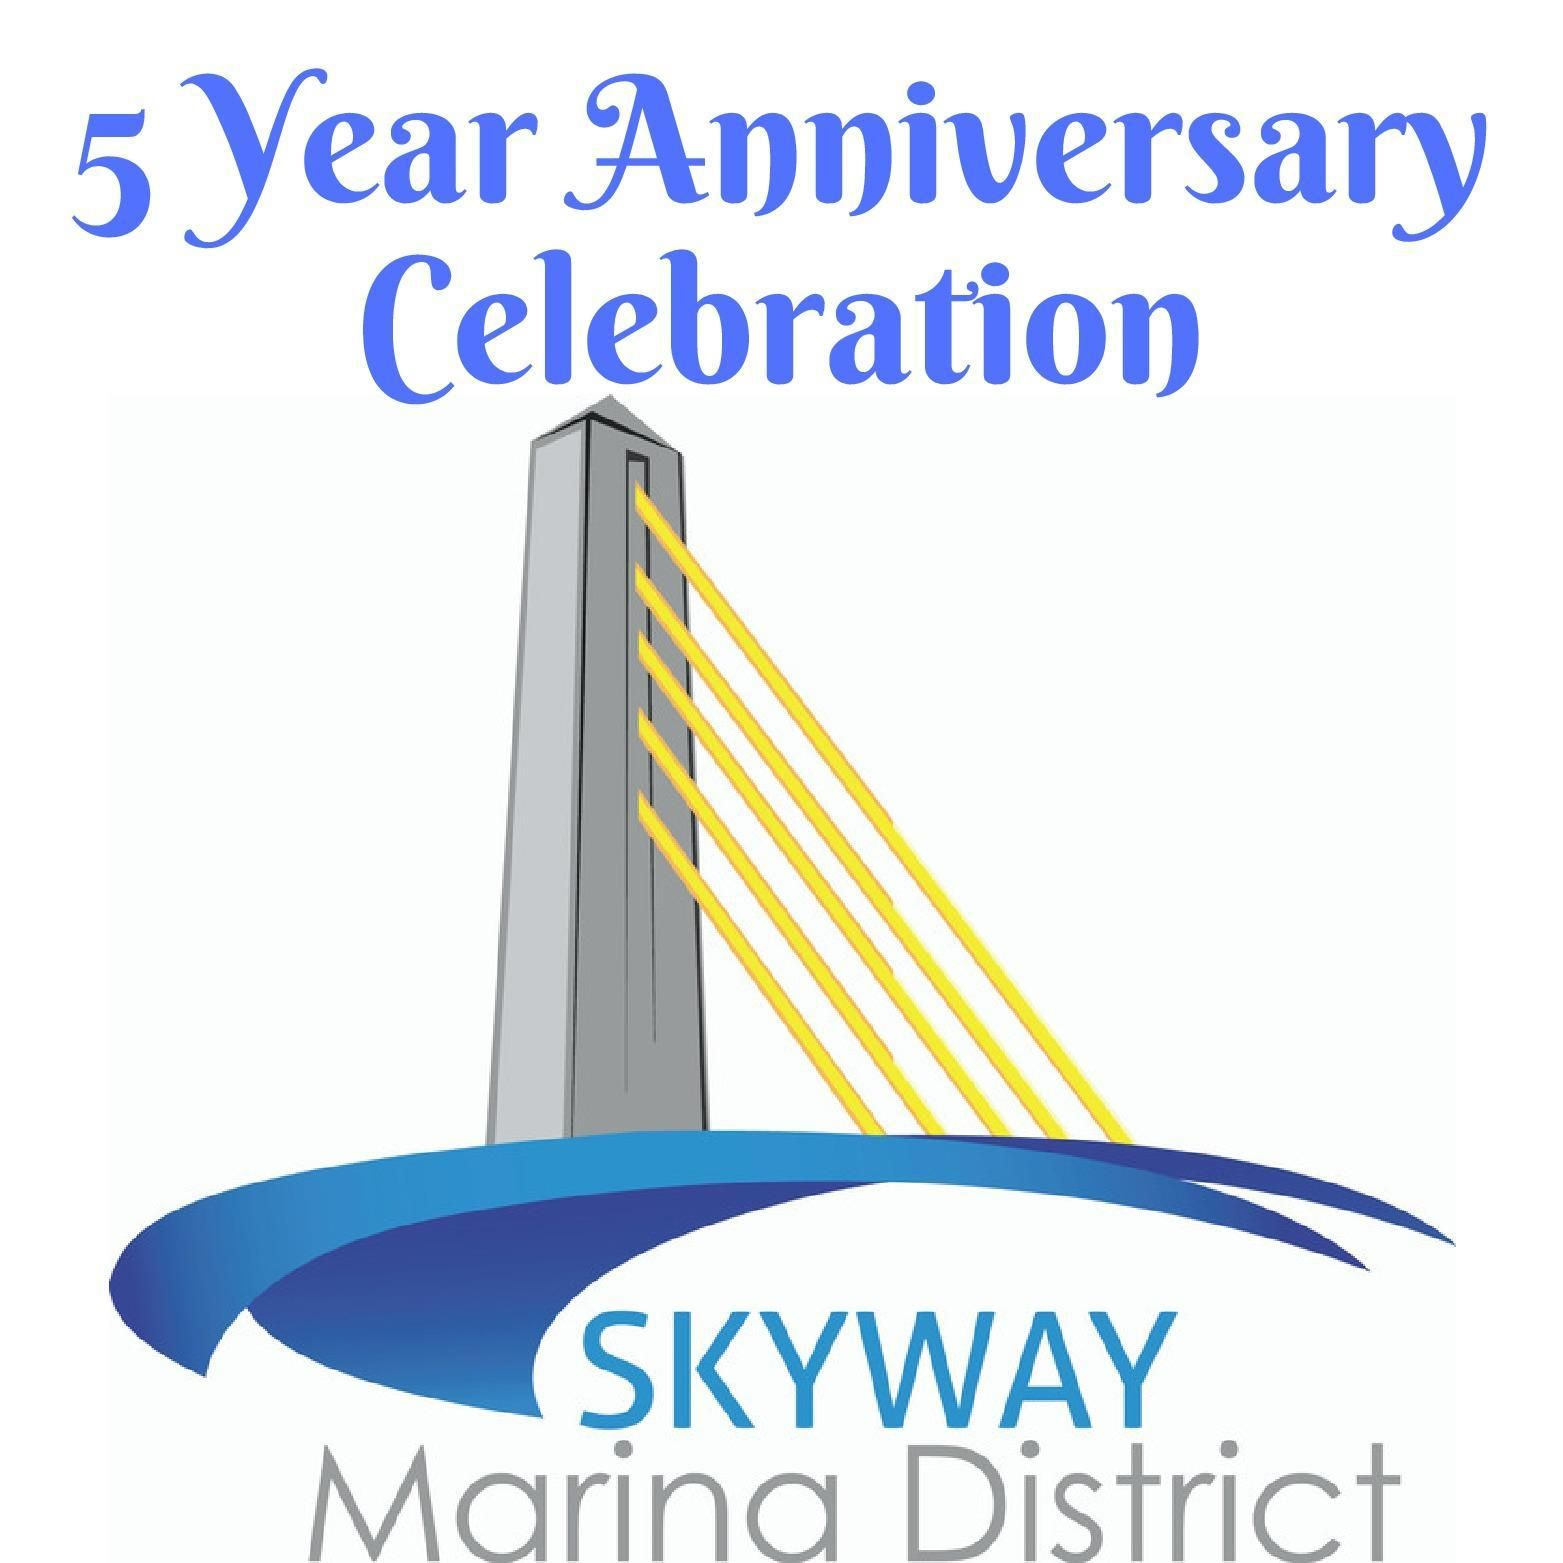 5 Year Anniversary
Celebration
SKYWAY
Marina District